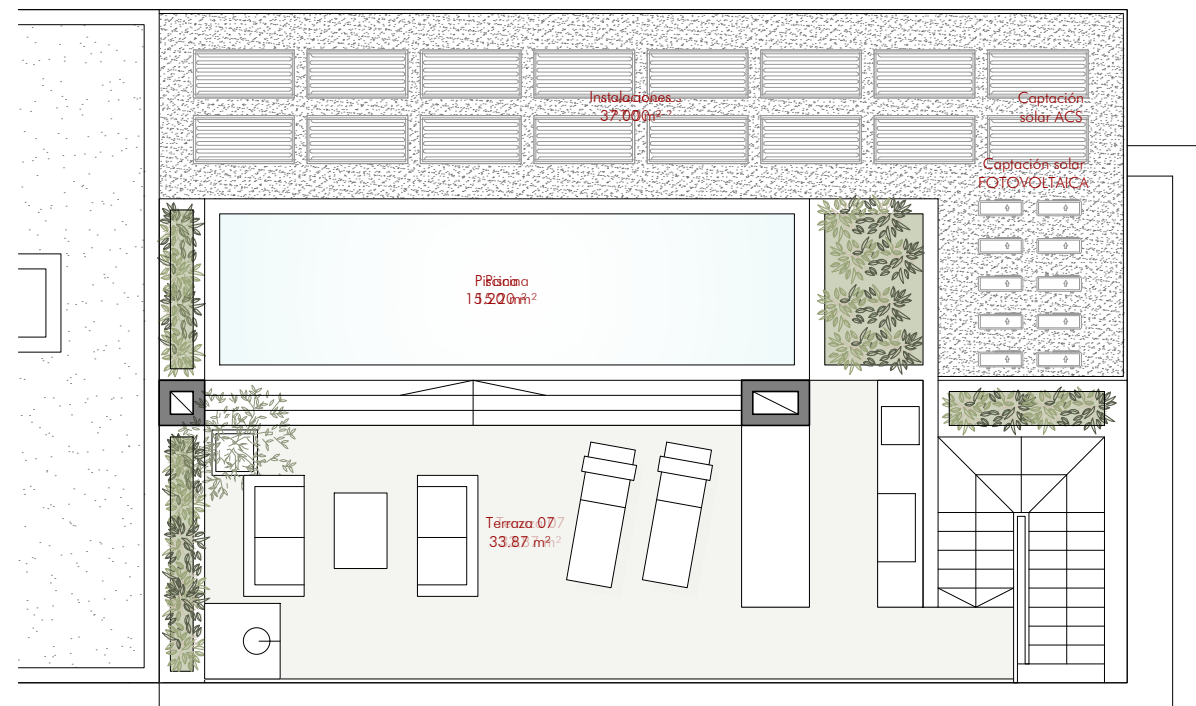 Instalaciones
37.00 m²
Captación
solar ACS
Captación solar
FOTOVOLTAICA
Piscina
15.20 m²
Terraza 07
33.87 m²